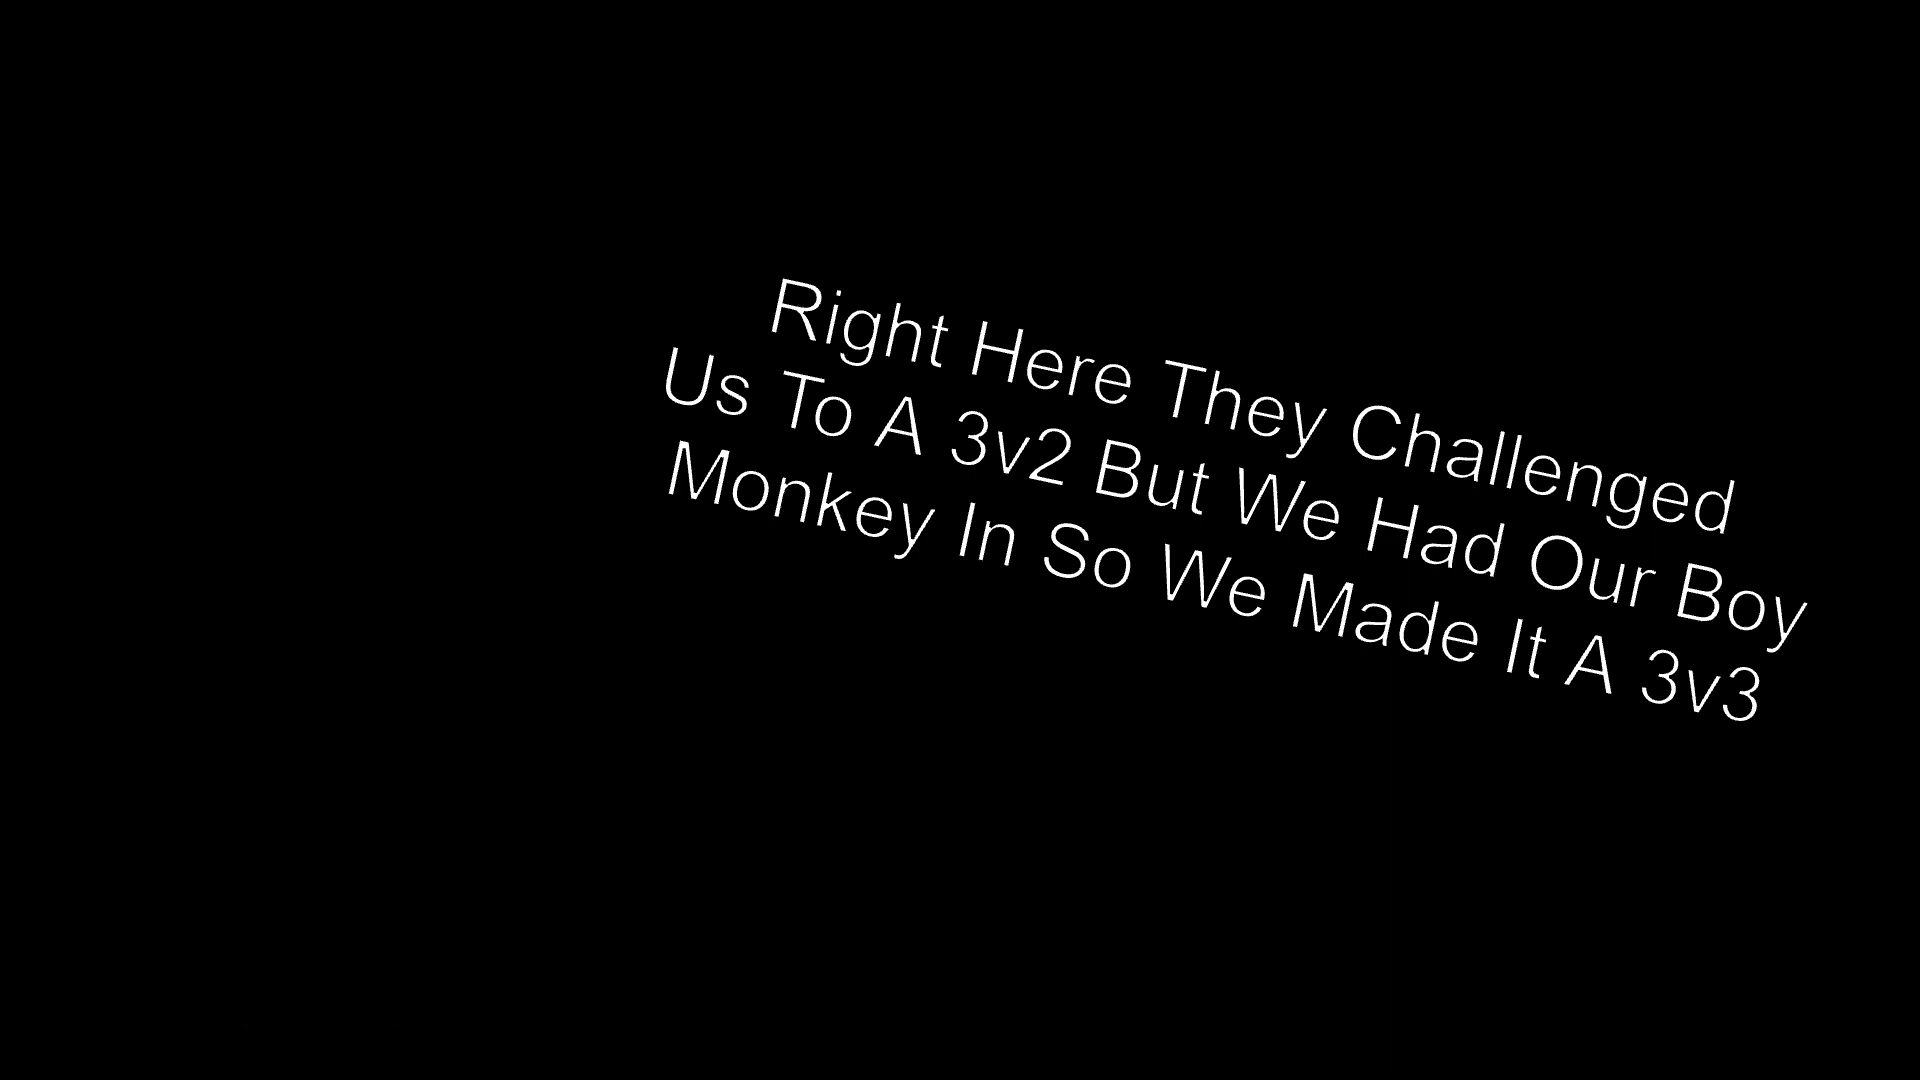 Right Here They Challenged
Us To A 3v2 But We Had Our Boy
Monkey In So We Made It A 3v3